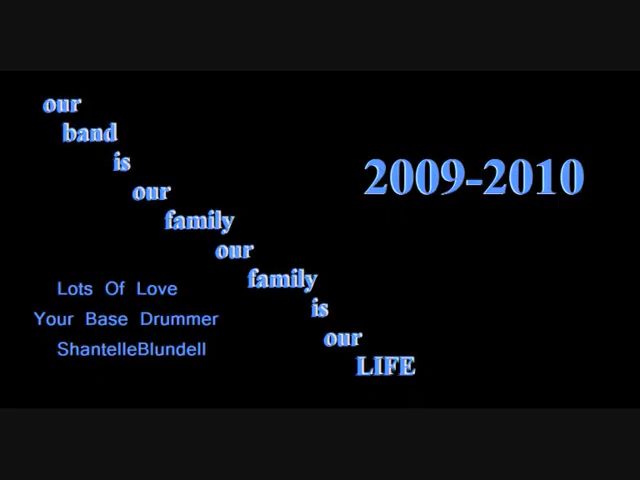 our
band
is
our
family
our
family
is
our
LIFE
2009-2010
Lots Of Love
Your Base Drummer
ShantelleBlundell